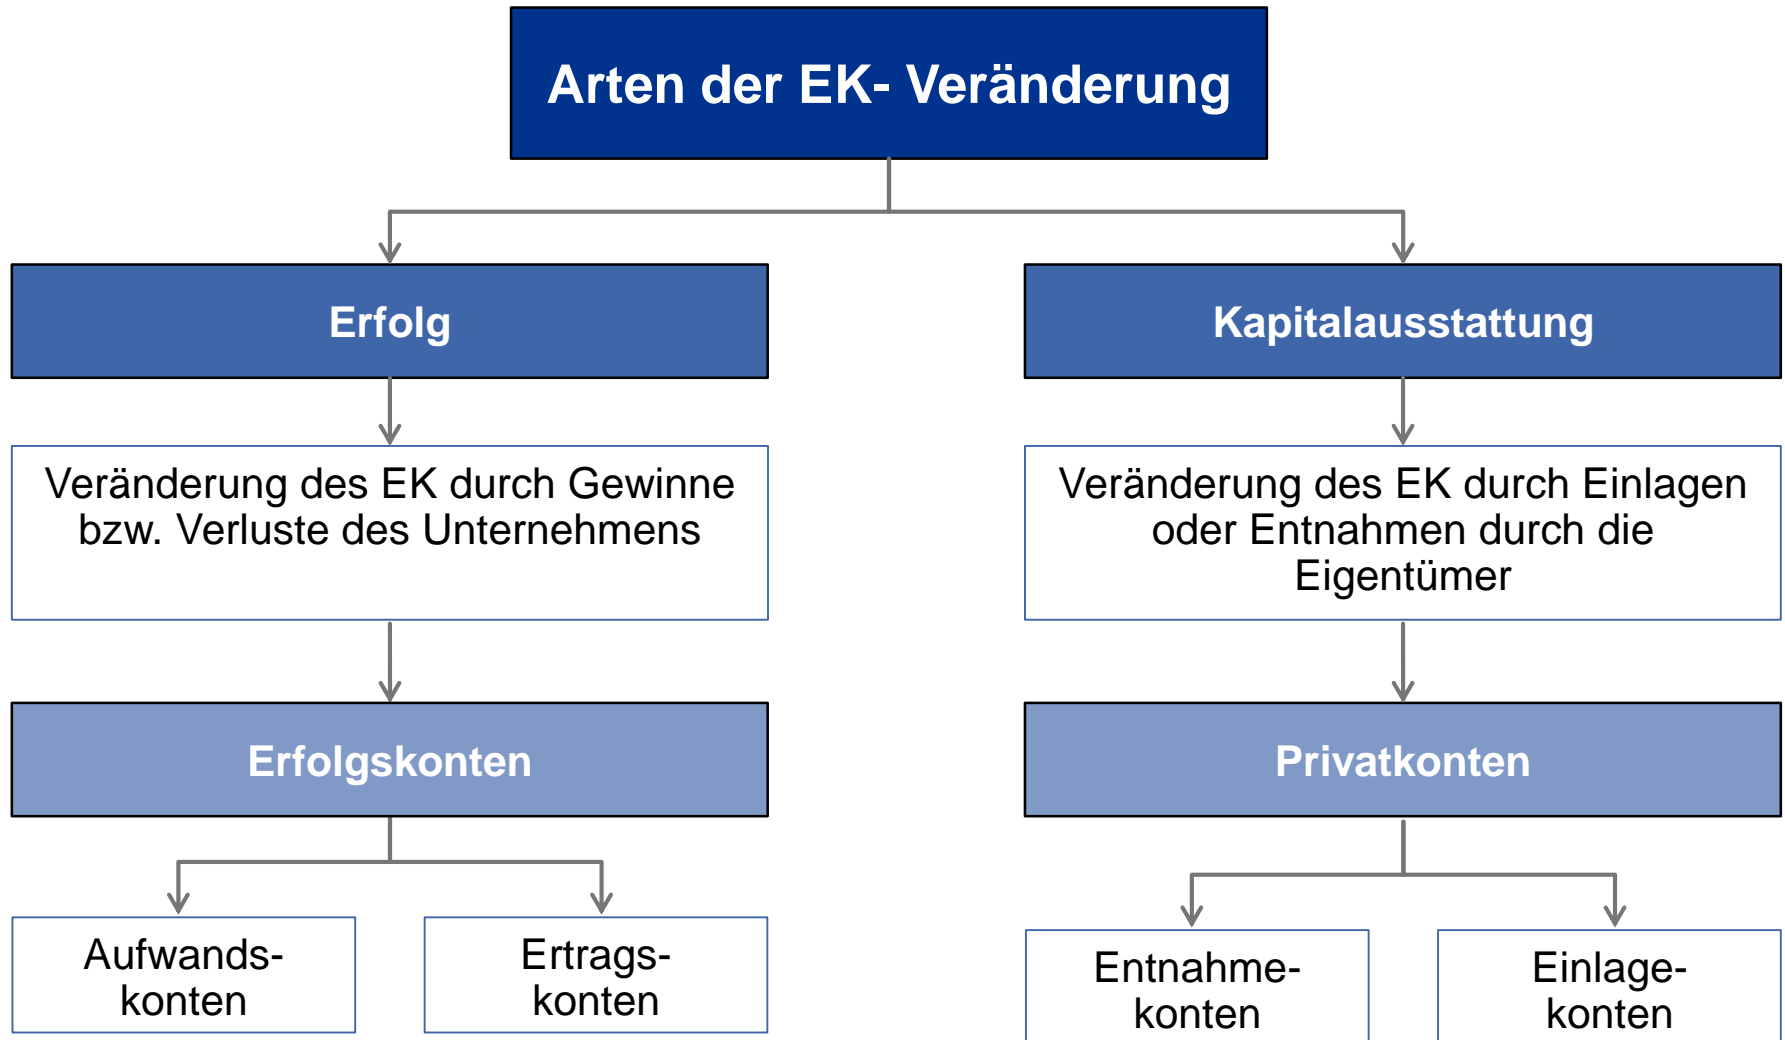 Arten der EK- Veränderung
Erfolg
Kapitalausstattung
Veränderung des EK durch Gewinne
bzw. Verluste des Unternehmens
Veränderung des EK durch Einlagen
oder Entnahmen durch die
Eigentümer
Erfolgskonten
Privatkonten
Aufwands-
konten
Ertrags-
konten
Entnahme-
konten
Einlage-
konten